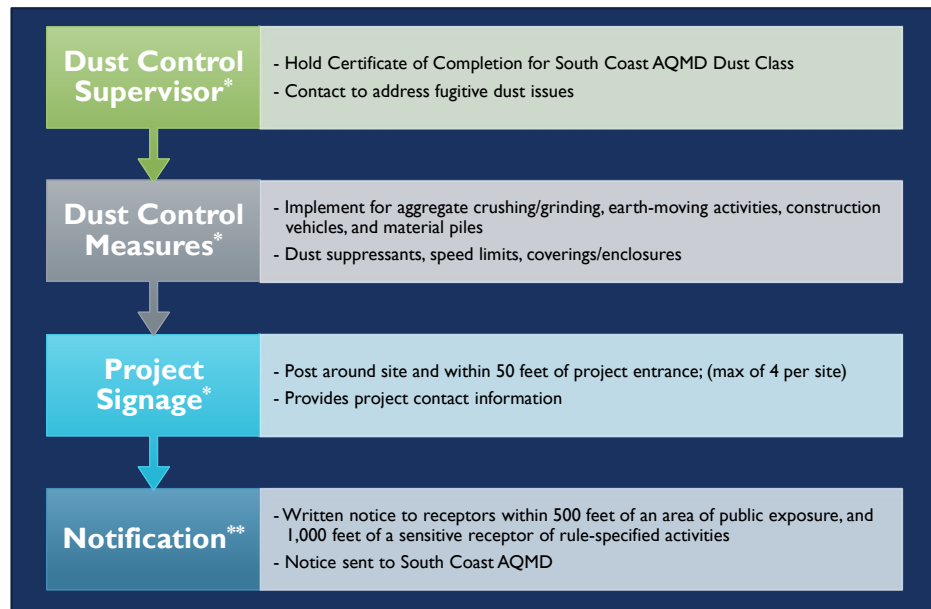 Dust Control
Supervisor*
- Hold Certificate of Completion for South Coast AQMD Dust Class
- Contact to address fugitive dust issues
Dust Control
Measures*
- Implement for aggregate crushing/grinding, earth-moving activities, construction
vehicles, and material piles
- Dust suppressants, speed limits, coverings/enclosures
Project
Signage*
- Post around site and within 50 feet of project entrance; (max of 4 per site)
- Provides project contact information
Notification**
- Written notice to receptors within 500 feet of an area of public exposure, and
1,000 feet of a sensitive receptor of rule-specified activities
- Notice sent to South Coast AQMD